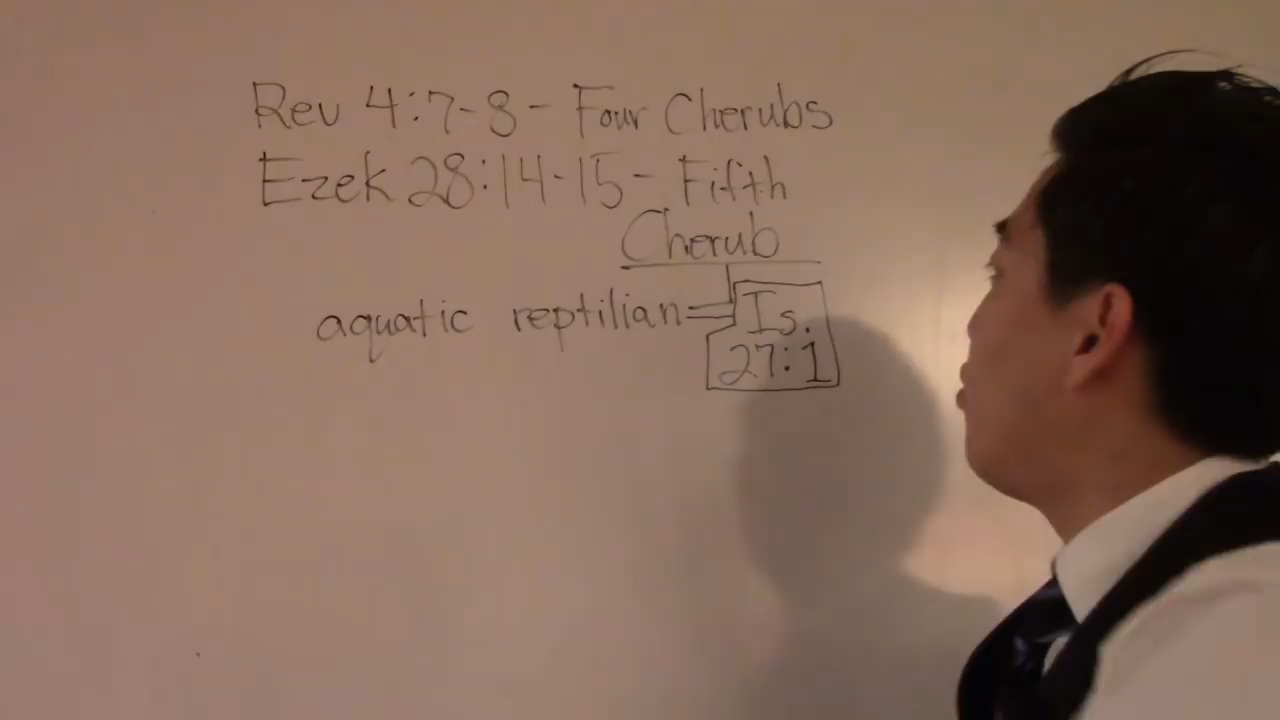 Rev 4:7-8 - Four Cherubs
Ezek 28:14-15 - Fifth
Cherub
aquatic reptilian = Is.
27:1